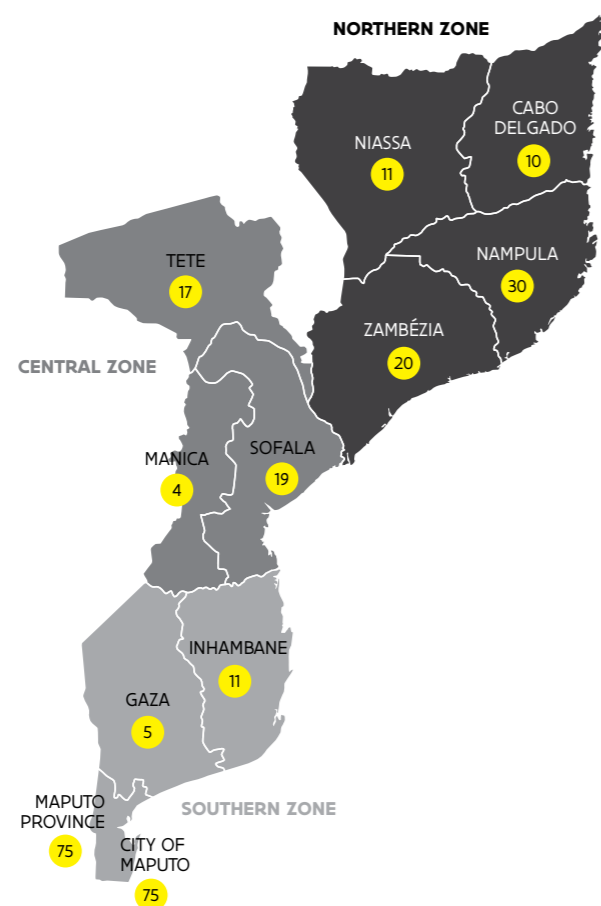 NORTHERN ZONE
CABO
DELGADO
10
NIASSA
11
NAMPULA
30
TETE
17
ZAMBÉZIA
20
CENTRAL ZONE
SOFALA
19
MANICA
4
INHAMBANE
11
GAZA
5
MAPUTO
PROVINCE
75
SOUTHERN ZONE
CITY OF
MAPUTO
75